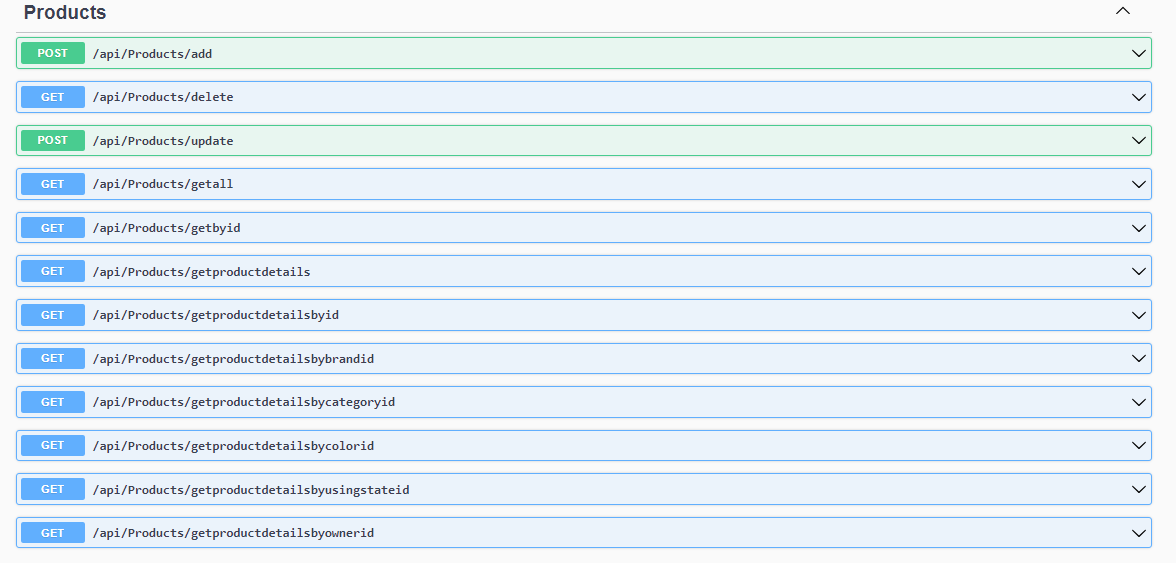 Products
POST /api/Products/add
GET /api/Products/delete
POST /api/Products/update
GET /api/Products/getall
GET /api/Products/getbyid
GET /api/Products/getproductdetails
GET /api/Products/getproductdetailsbyid
GET /api/Products/getproductdetailsbybrandid
GET /api/Products/getproductdetailsbycategoryid
GET /api/Products/getproductdetailsbycolorid
GET /api/Products/getproductdetailsbyusingstateid
GET /api/Products/getproductdetailsbyownerid